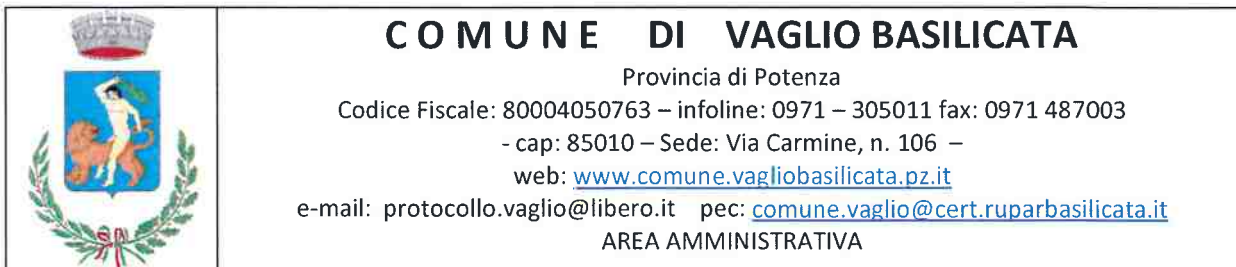 COMUNE DI VAGLIO BASILICATA
Provincia di Potenza
Codice Fiscale: 80004050763 – infoline: 0971 – 305011 fax: 0971 487003
- cap: 85010 – Sede: Via Carmine, n. 106 –
web: www.comune.vagliobasilicata.pz.it
e-mail: protocollo.vaglio@libero.it pec: comune.vaglio@cert.ruparbasilicata.it
AREA AMMINISTRATIVA